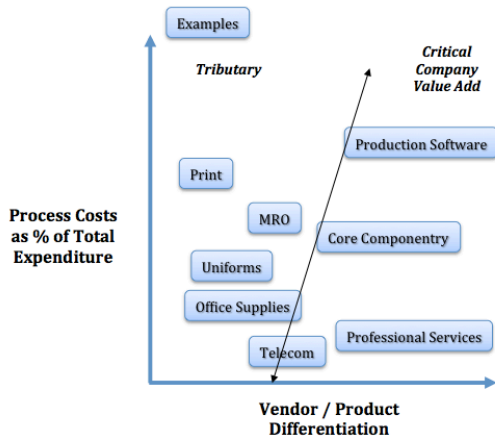 Examples
Tributary
Critical
Company
Value Add
Production Software
Print
Process Costs
as % of Total
Expenditure
MRO
Core Componentry
Uniforms
Office Supplies
Professional Services
Telecom
Vendor / Product
Differentiation